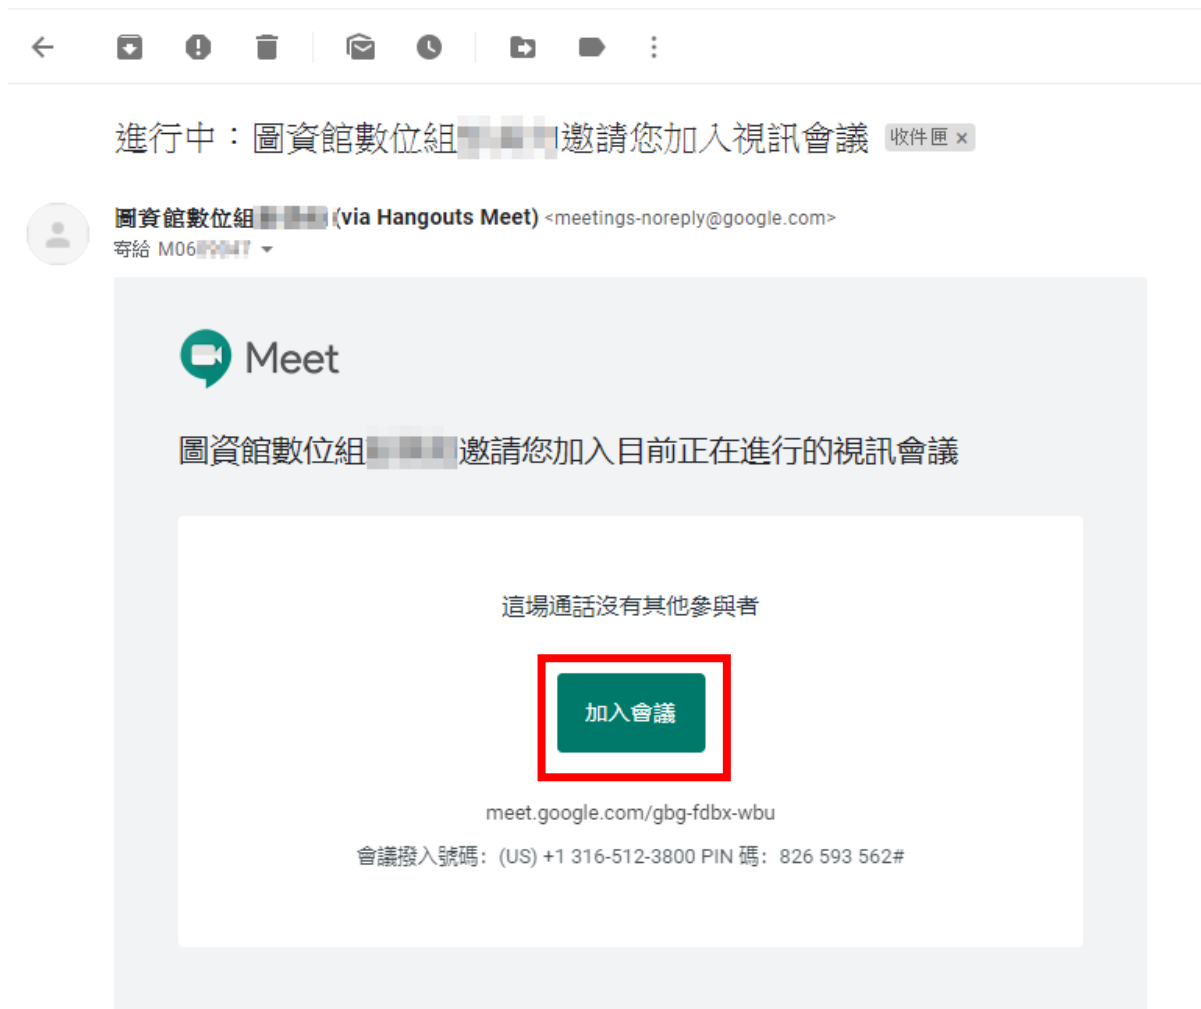 進行中：圖資館數位組 邀請您加入視訊會議 收件匣 ×
圖資館數位組 (via Hangouts Meet) <meetings-noreply@google.com>
寄給 M06
Meet
圖資館數位組 邀請您加入目前正在進行的視訊會議
這場通話沒有其他參與者
加入會議
meet.google.com/gbg-fdbx-wbu
會議撥入號碼：(US) +1 316-512-3800 PIN 碼：826 593 562#